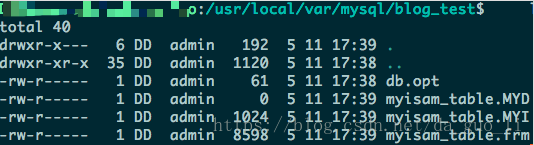 o:/usr/local/var/mysql/blog_test$
total 40
drwxr-x--- 6 DD admin 192 5 11 17:39 .
drwxr-xr-x 35 DD admin 1120 5 11 17:38 ..
-rw-r----- 1 DD admin 61 5 11 17:38 db.opt
-rw-r----- 1 DD admin 0 5 11 17:39 myisam_table.MYD
-rw-r----- 1 DD admin 1024 5 11 17:39 myisam_table.MYI
-rw-r----- 1 DD admin 8598 5 11 17:39 myisam_table.frm